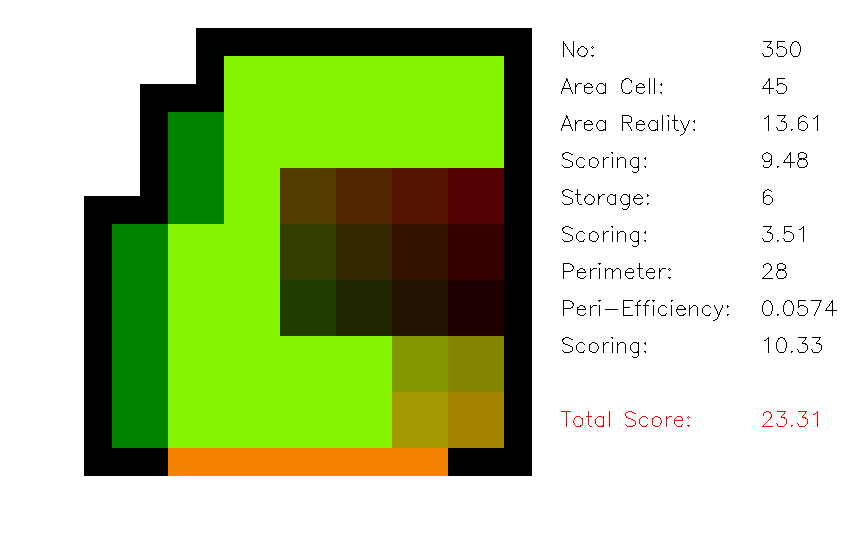 No: 350
Area Cell: 45
Area Reality: 13.61
Scoring: 9.48
Storage: 6
Scoring: 3.51
Perimeter: 28
Peri-Efficiency: 0.0574
Scoring: 10.33
Total Score: 23.31